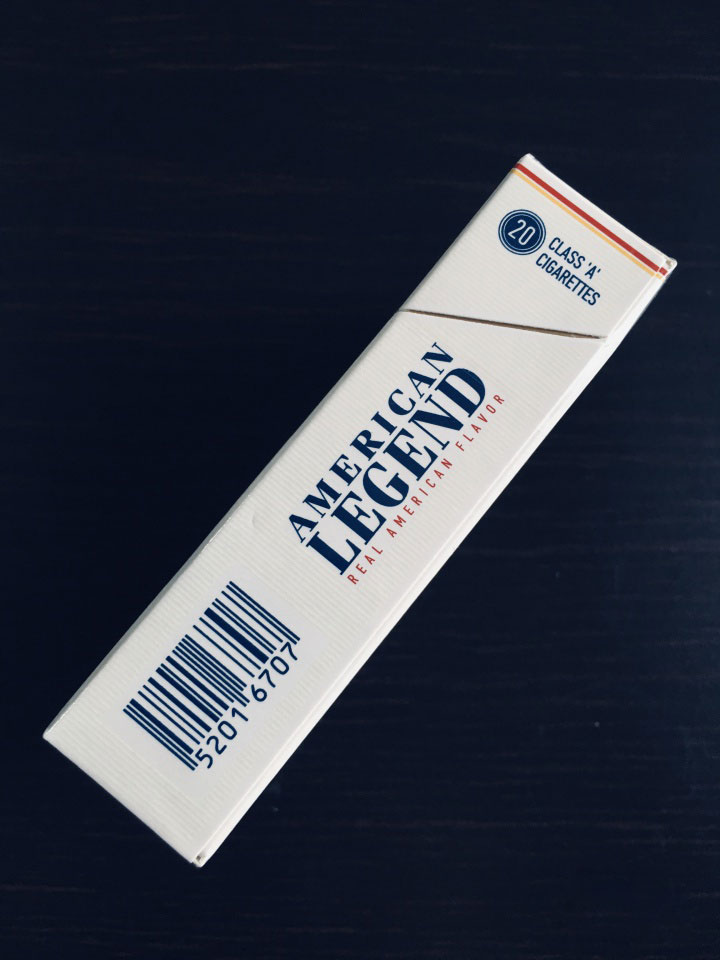 20
CLASS 'A'
CIGARETTES
AMERICAN
LEGEND
REAL AMERICAN FLAVOR
5201 6707